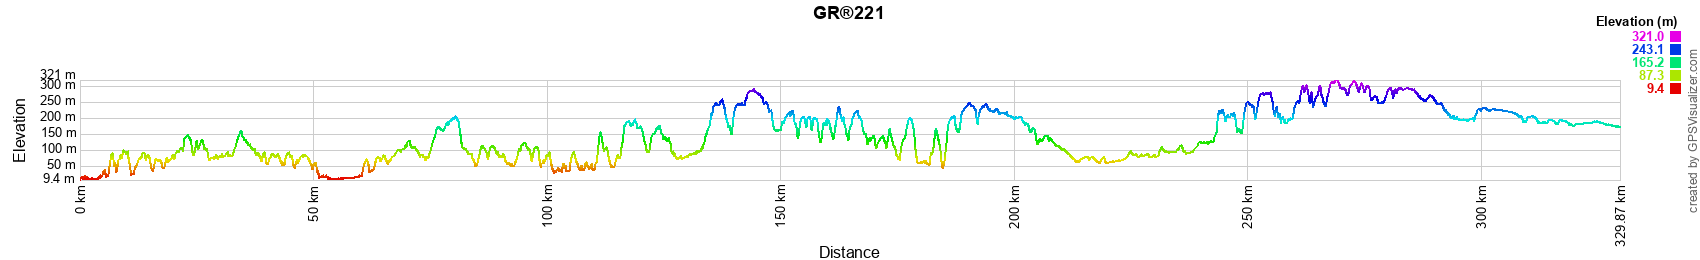 GR®221
Elevation (m)
321.0
243.1
165.2
87.3
9.4
321 m
300 m
250 m
200 m
150 m
100 m
50 m
9.4 m
Elevation
0 km
50 km
100 km
150 km
200 km
250 km
300 km
329.87 km
Distance
created by GPSVisualizer.com